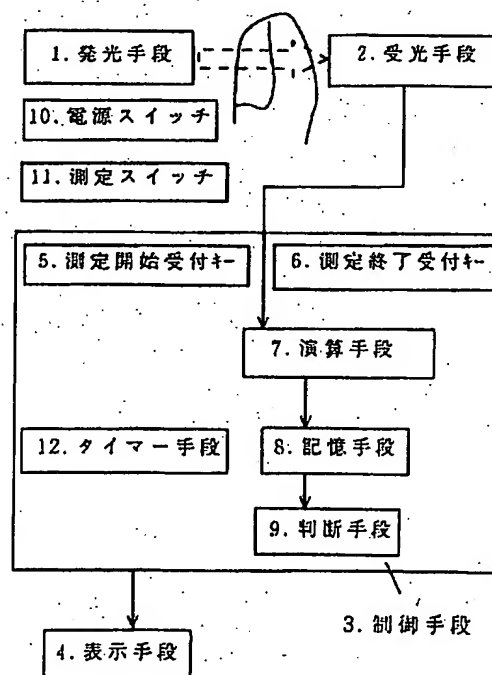 1. 発光手段
2. 受光手段
10. 電源スイッチ
11. 測定スイッチ
5. 測定開始受付キー
6. 測定終了受付キー
7. 演算手段
12. タイマー手段
8. 記憶手段
9. 判断手段
3. 制御手段
4. 表示手段